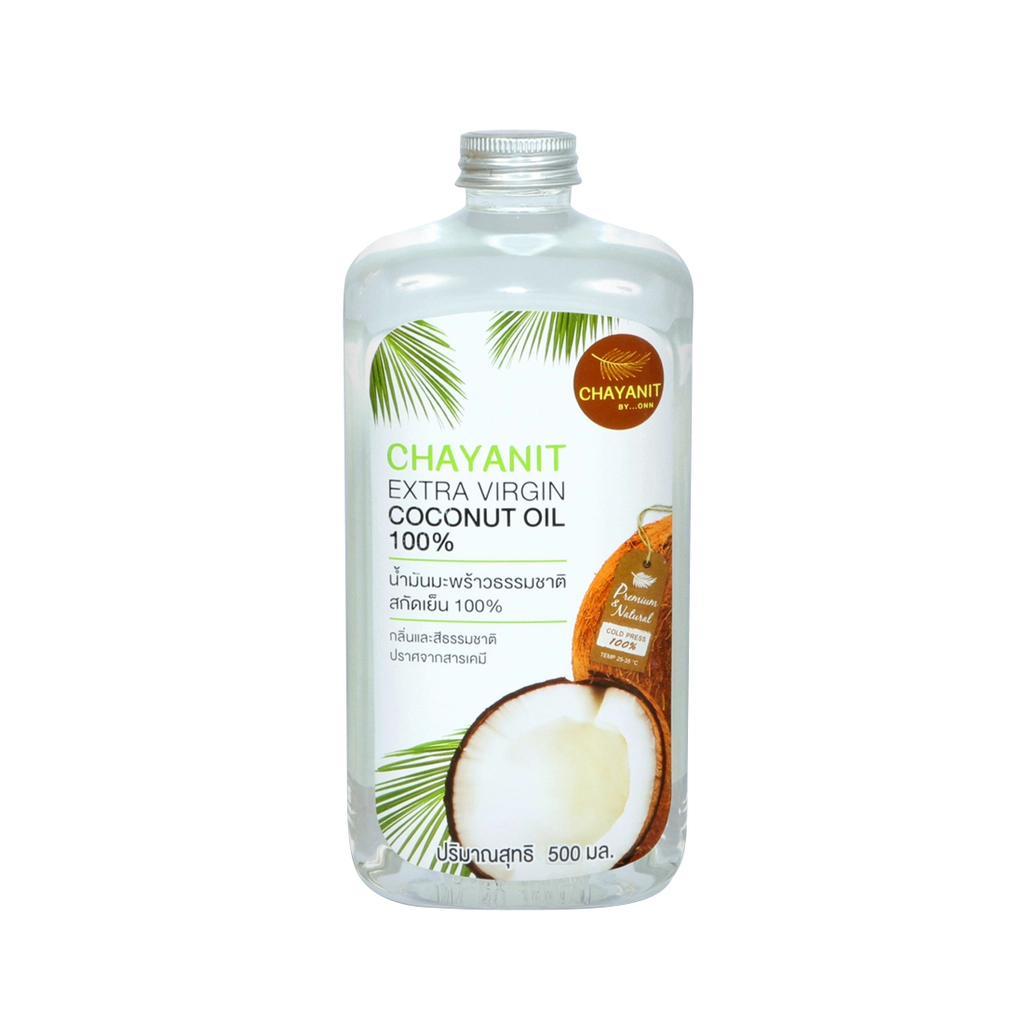 CHAYANIT
BY...ONN
CHAYANIT
EXTRA VIRGIN
COCONUT OIL
100%
น้ำมันมะพร้าวธรรมชาติ
สกัดเย็น 100%
กลิ่นและสีธรรมชาติ
ปราศจากสารเคมี
Premium
& Natural
COLD PRESS
100%
TEMP 25-35 °C
ปริมาณสุทธิ 500 มล.